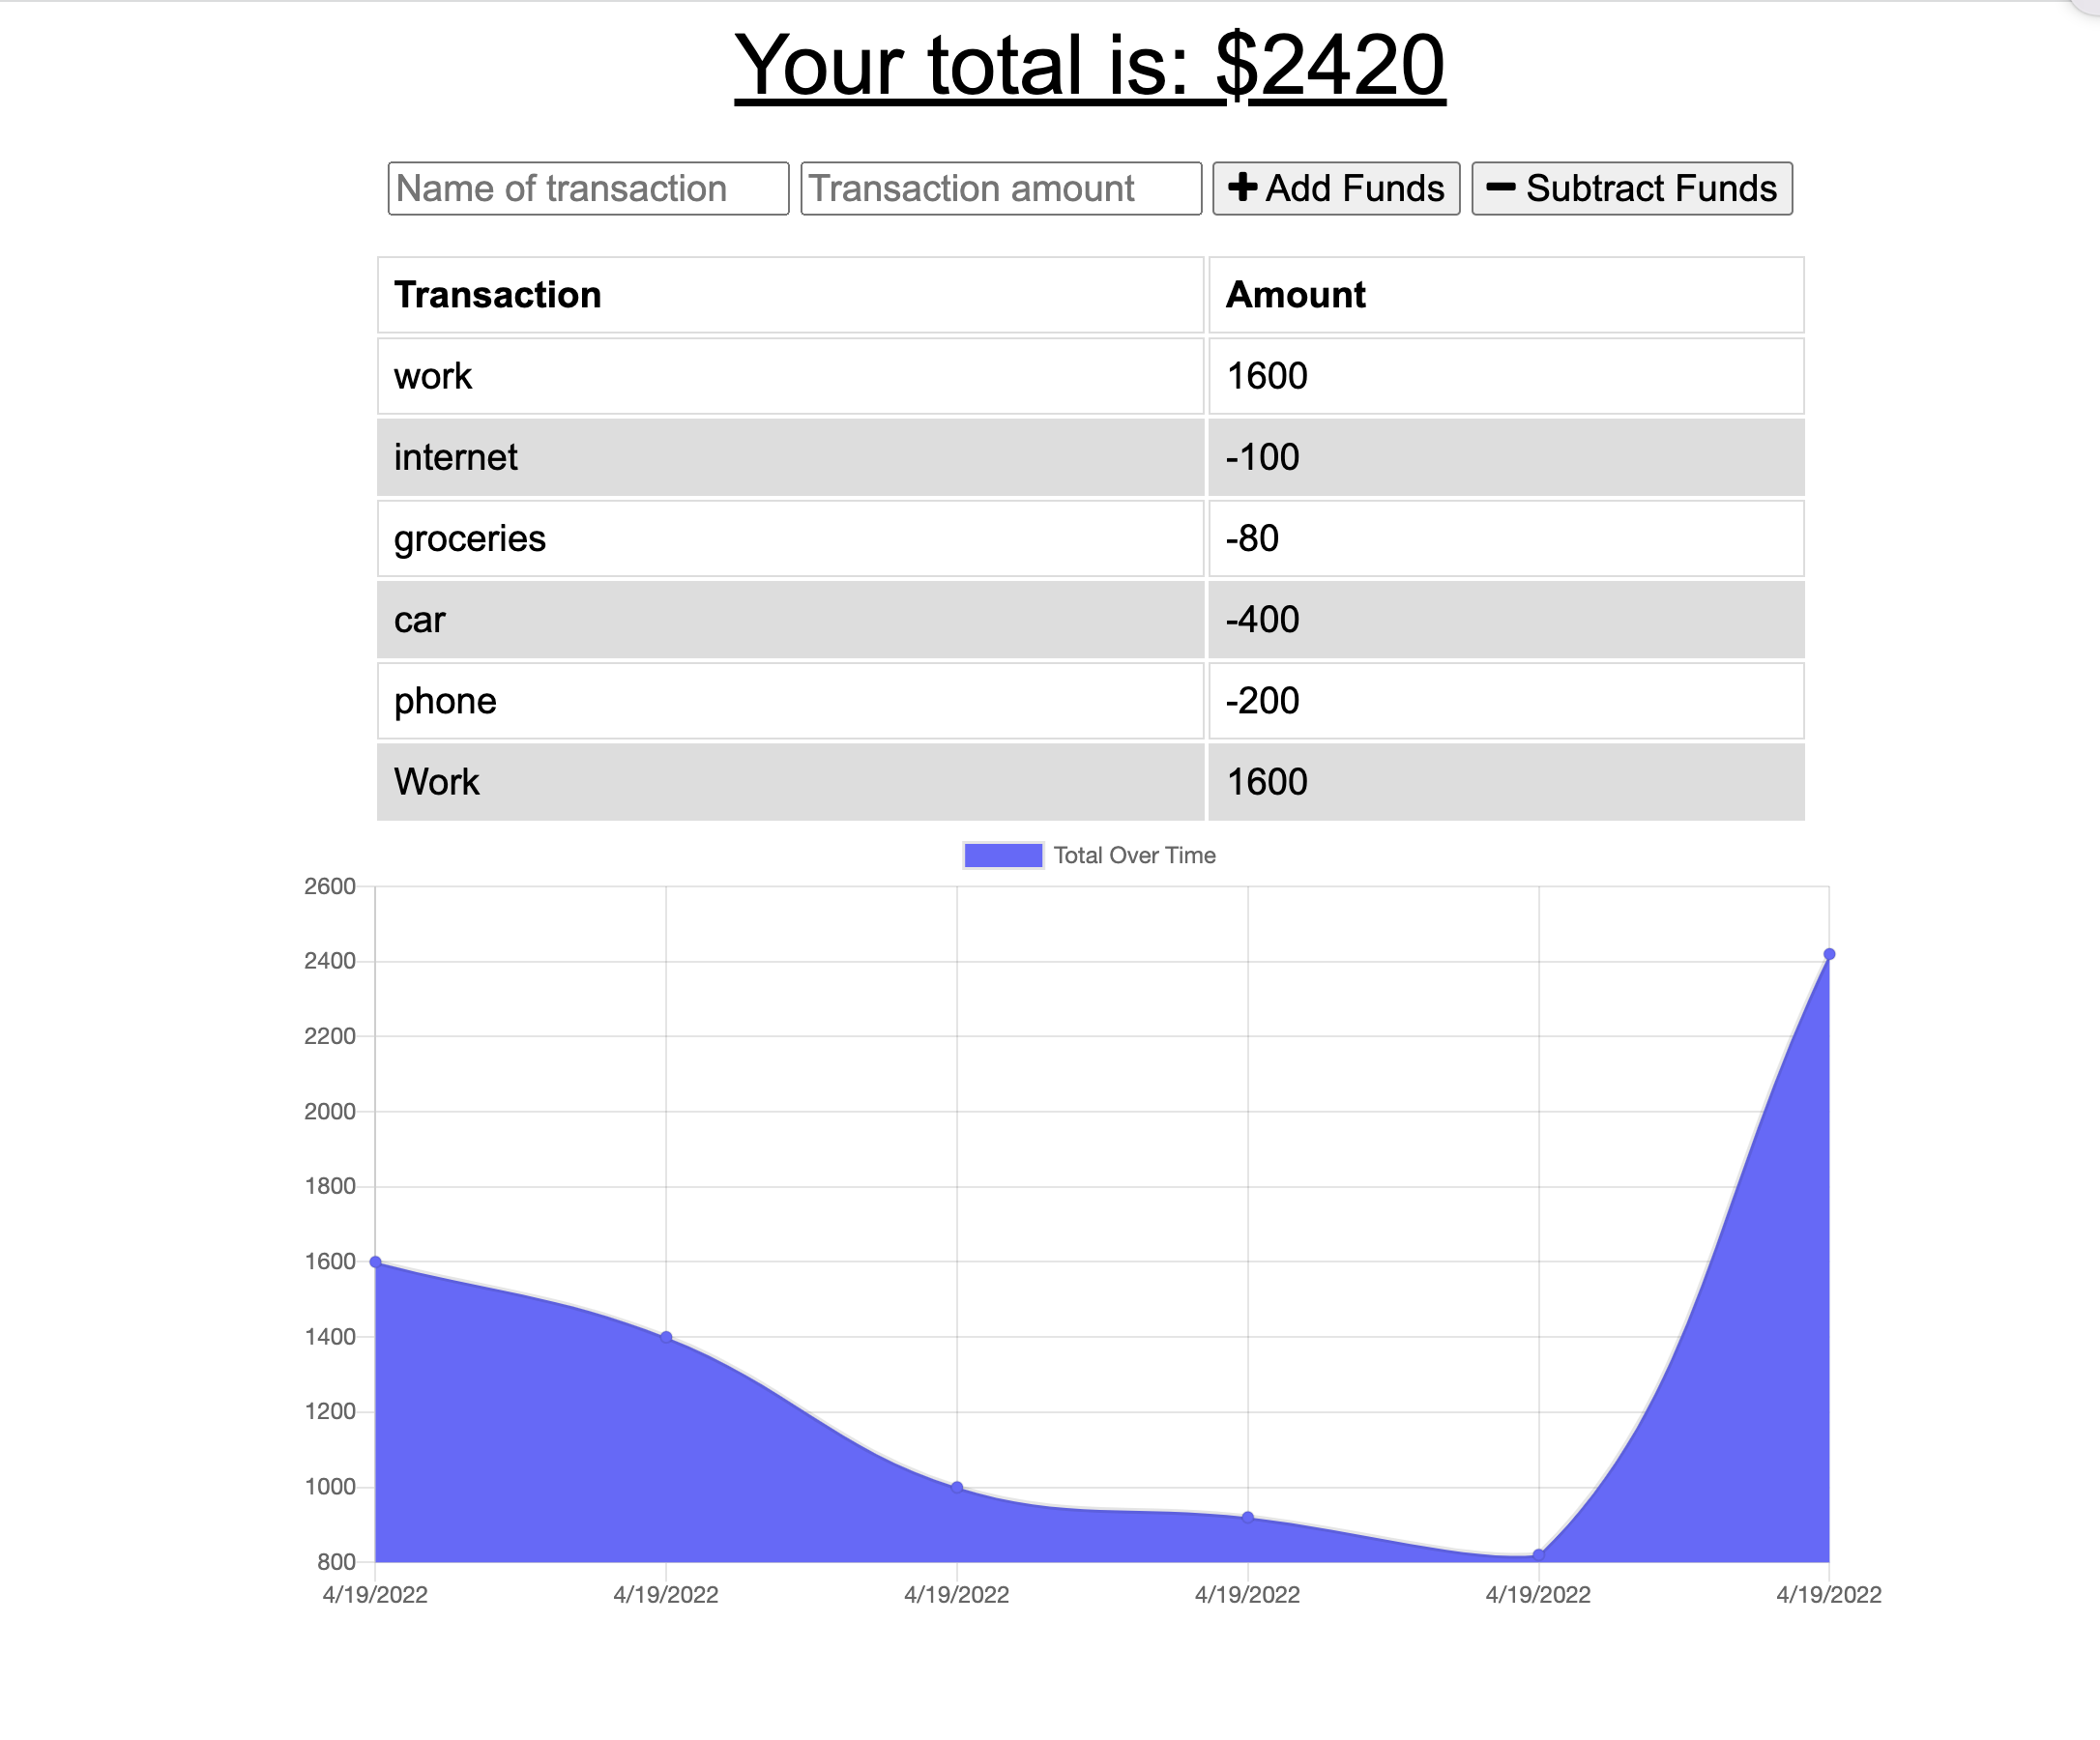 Your total is: $2420
Name of transaction Transaction amount Add Funds Subtract Funds
Transaction Amount
work 1600
internet -100
groceries -80
car -400
phone -200
Work 1600
Total Over Time
2600
2400
2200
2000
1800
1600
1400
1200
1000
800
4/19/2022 4/19/2022 4/19/2022 4/19/2022 4/19/2022 4/19/2022